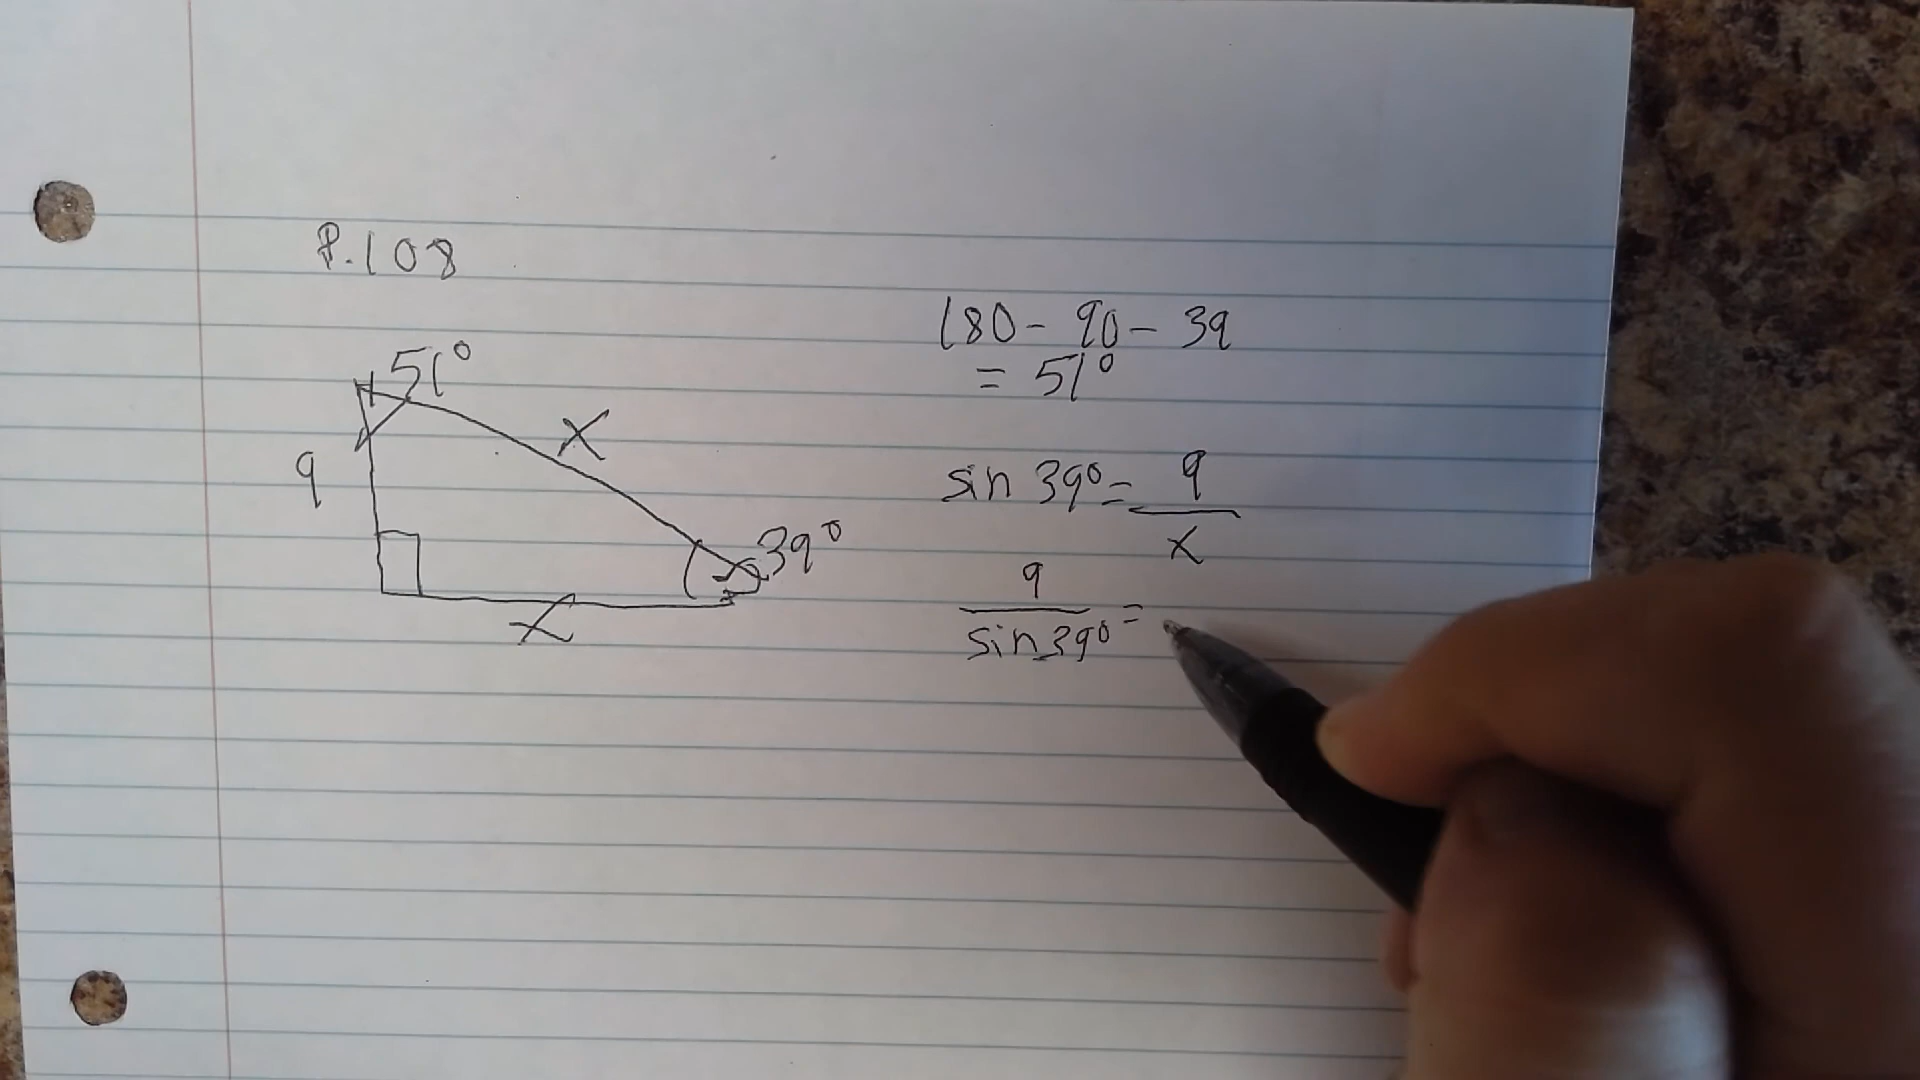 P.108
51°
x
9
39°
x
180 - 90 - 39
= 51°
sin 39° = 9/x
9/sin 39° =